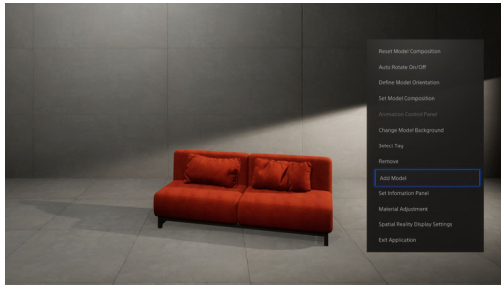 Reset Model Composition
Auto Rotate On/Off
Define Model Orientation
Set Model Composition
Animation Control Panel
Change Model Background
Select Tag
Remove
Add Model
Set Infomation Panel
Material Adjustment
Spatial Reality Display Settings
Exit Application